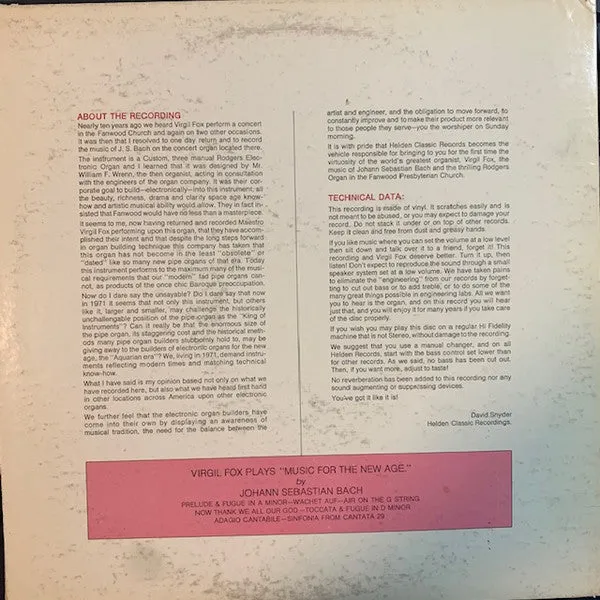 ABOUT THE RECORDING
Nearly ten years ago we heard Virgil Fox perform a concert
in the Fanwood Church and again on two other occasions.
It was then that I resolved to one day return and to record
the music of J. S. Bach on the concert organ located there.
The instrument is a Custom, three manual Rodgers Elec-
tronic Organ and I learned that it was designed by Mr.
William F. Wrenn, the then organist, acting in consultation
with the engineers of the organ company. It was their cor-
porate goal to build—electronically—into this instrument, all
the beauty, richness, drama and clarity space age know-
how and artistic musical ability would allow. They in fact in-
sisted that Fanwood would have no less than a masterpiece.
It seems to me, now having returned and recorded Maestro
Virgil Fox performing upon this organ, that they have accom-
plished their intent and that despite the long steps forward
in organ building technique this company has taken that
this organ has not become in the least "obsolete" or
"dated" like so many new pipe organs of that era. Today
this instrument performs to the maximum many of the musi-
cal requirements that our "modern" fad pipe organs can-
not, as products of the once chic Baroque preoccupation.
Now do I dare say the unsayable? Do I dare say that now
in 1971 it seems that not only this instrument, but others
like it, larger and smaller, may challenge the historically
unchallengable position of the pipe organ as the "King of
Instruments"? Can it really be that the enormous size of
the pipe organ, its staggering cost and the historical meth-
ods many pipe organ builders stubbornly hold to, may be
giving away to the builders of electronic organs for the new
age, the "Aquarian era"? We, living in 1971, demand instru-
ments reflecting modern times and matching technical
know-how.
What I have said is my opinion based not only on what we
have recorded here, but also what we have heard first hand
in other locations across America upon other electronic
organs.
We further feel that the electronic organ builders have
come into their own by displaying an awareness of
musical tradition, the need for the balance between the
artist and engineer, and the obligation to move forward, to
constantly improve and to make their product more relevant
to those people they serve—you the worshiper on Sunday
morning.
It is with pride that Helden Classic Records becomes the
vehicle responsible for bringing to you for the first time the
virtuosity of the world's greatest organist, Virgil Fox, the
music of Johann Sebastian Bach and the thrilling Rodgers
Organ in the Fanwood Presbyterian Church.
TECHNICAL DATA:
This recording is made of vinyl. It scratches easily and is
not meant to be abused, or you may expect to damage your
record. Do not stack it under or on top of other records.
Keep it clean and free from dust and greasy hands.
If you like music where you can set the volume at a low level
then sit down and talk over it to a friend, forget it! This
recording and Virgil Fox deserve better. Turn it up, then
listen! Don't expect to reproduce the sound through a small
speaker system set at a low volume. We have taken pains
to eliminate the "engineering" from our records by forget-
ting to cut out bass or to add treble, or to do some of the
many great things possible in engineering labs. All we want
you to hear is the organ, and on this record you will hear
just that, and you will enjoy it for many years if you take care
of the disc properly.
If you wish you may play this disc on a regular Hi Fidelity
machine that is not Stereo, without damage to the recording.
We suggest that you use a manual changer, and on all
Helden Records, start with the bass control set lower than
for other records. As we said, no bass has been cut out.
Then, if you want more, adjust to taste!
No reverberation has been added to this recording nor any
sound augmenting or suppressing devices.
You've got it like it is!
David Snyder
Helden Classic Recordings.
VIRGIL FOX PLAYS "MUSIC FOR THE NEW AGE."
by
JOHANN SEBASTIAN BACH
PRELUDE & FUGUE IN A MINOR—WACHET AUF—AIR ON THE G STRING
NOW THANK WE ALL OUR GOD—TOCCATA & FUGUE IN D MINOR
ADAGIO CANTABILE—SINFONIA FROM CANTATA 29